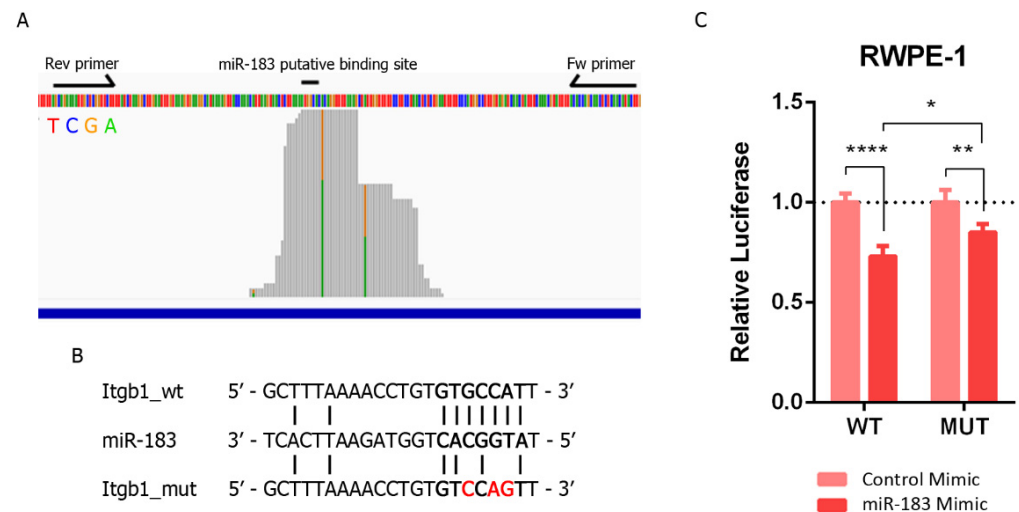 A
Rev primer
miR-183 putative binding site
Fw primer
T C G A
B
Itgb1_wt 5′ - GCTTTAAAACCTGTGTGCCATT - 3′
miR-183 3′ - TCACTTAAGATGGTCACGGTAT - 5′
Itgb1_mut 5′ - GCTTTAAAACCTGTGTCCAGTT - 3′
C
RWPE-1
Relative Luciferase
1.5
1.0
0.5
0.0
*
****
**
WT
MUT
Control Mimic
miR-183 Mimic